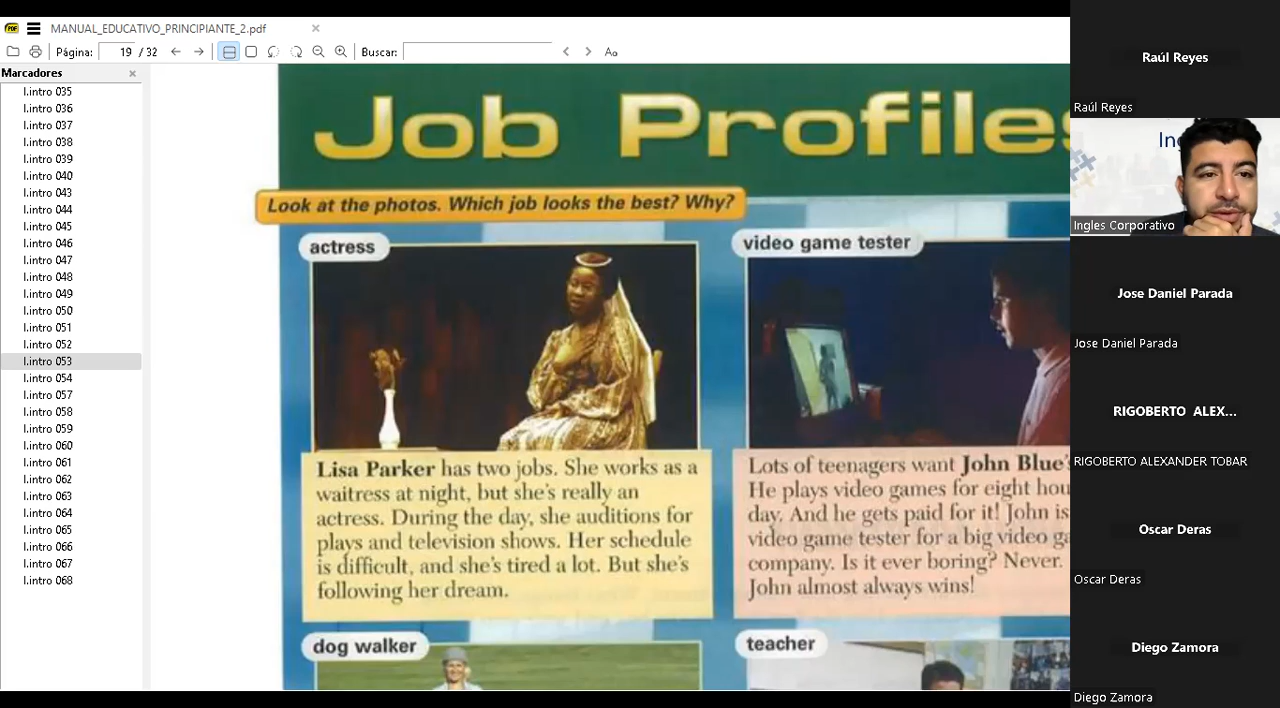 MANUAL_EDUCATIVO_PRINCIPIANTE_2.pdf
Página: 19 / 32
Buscar:
Aa
Marcadores
I.intro 035
I.intro 036
I.intro 037
I.intro 038
I.intro 039
I.intro 040
I.intro 043
I.intro 044
I.intro 045
I.intro 046
I.intro 047
I.intro 048
I.intro 049
I.intro 050
I.intro 051
I.intro 052
I.intro 053
I.intro 054
I.intro 057
I.intro 058
I.intro 059
I.intro 060
I.intro 061
I.intro 062
I.intro 063
I.intro 064
I.intro 065
I.intro 066
I.intro 067
I.intro 068
Job Profiles
Look at the photos. Which job looks the best? Why?
actress
Lisa Parker has two jobs. She works as a
waitress at night, but she's really an
actress. During the day, she auditions for
plays and television shows. Her schedule
is difficult, and she's tired a lot. But she's
following her dream.
video game tester
Lots of teenagers want John Blue's
He plays video games for eight hou
day. And he gets paid for it! John is
video game tester for a big video ga
company. Is it ever boring? Never.
John almost always wins!
dog walker
teacher
Raúl Reyes
Raúl Reyes
Ing
Ingles Corporativo
Jose Daniel Parada
Jose Daniel Parada
RIGOBERTO ALEX...
RIGOBERTO ALEXANDER TOBAR
Oscar Deras
Oscar Deras
Diego Zamora
Diego Zamora